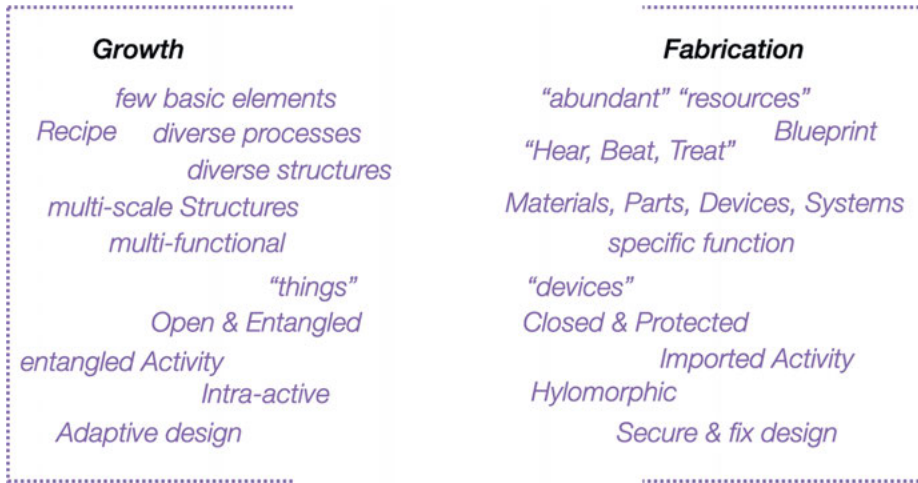 Growth
few basic elements
Recipe diverse processes
diverse structures
multi-scale Structures
multi-functional
“things”
Open & Entangled
entangled Activity
Intra-active
Adaptive design
Fabrication
“abundant” “resources”
Blueprint
“Hear, Beat, Treat”
Materials, Parts, Devices, Systems
specific function
“devices”
Closed & Protected
Imported Activity
Hylomorphic
Secure & fix design